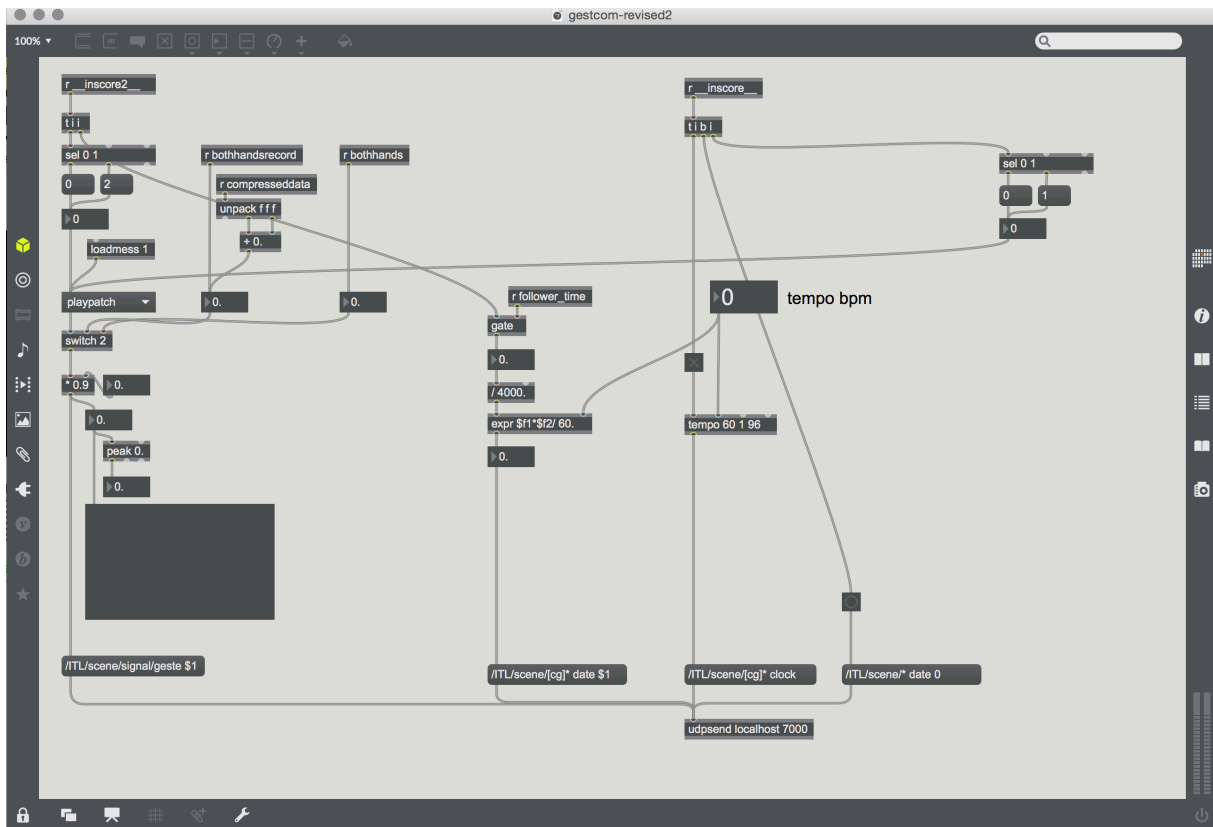 gestcom-revised2
100%
r __inscore2__
r __inscore__
t i i
t i b i
sel 0 1
r bothhandsrecord
r bothhands
sel 0 1
0
2
r compresseddata
0
1
unpack f f f
0
0
+ 0.
loadmess 1
playpatch
0.
0.
r follower_time
0
tempo bpm
gate
switch 2
0.
* 0.9
0.
/ 4000.
0.
expr $f1*$f2/ 60.
tempo 60 1 96
peak 0.
0.
0.
/ITL/scene/signal/geste $1
/ITL/scene/[cg]* date $1
/ITL/scene/[cg]* clock
/ITL/scene/* date 0
udpsend localhost 7000